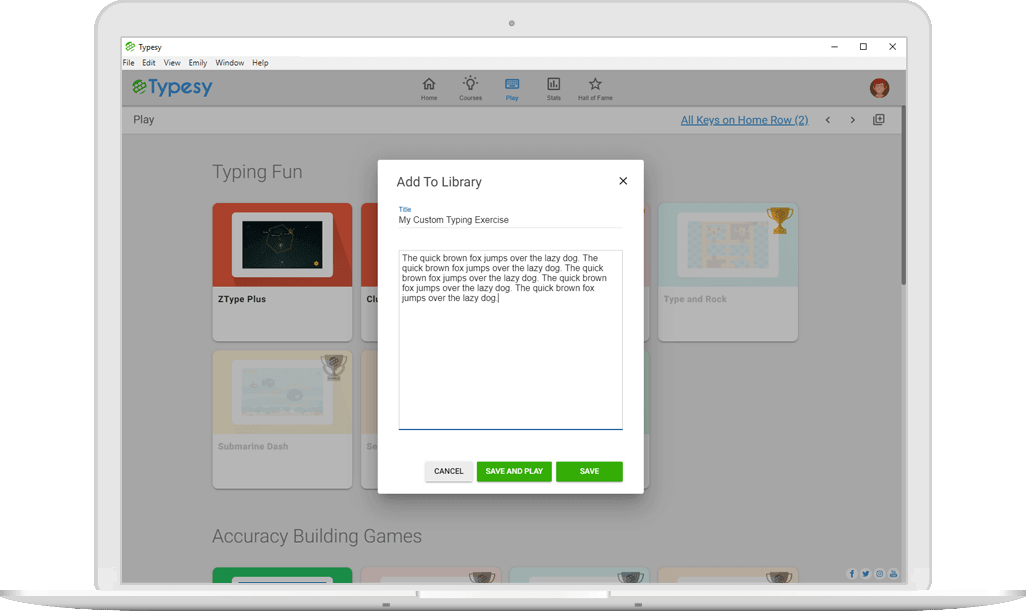 Typesy
File Edit View Emily Window Help
Typesy
Home Courses Play Stats Hall of Fame
Play
All Keys on Home Row (2)
Typing Fun
Add To Library
Title
My Custom Typing Exercise
The quick brown fox jumps over the lazy dog. The
quick brown fox jumps over the lazy dog. The quick
brown fox jumps over the lazy dog. The quick brown
fox jumps over the lazy dog. The quick brown fox
jumps over the lazy dog.
ZType Plus
Type and Rock
Submarine Dash
CANCEL SAVE AND PLAY SAVE
Accuracy Building Games